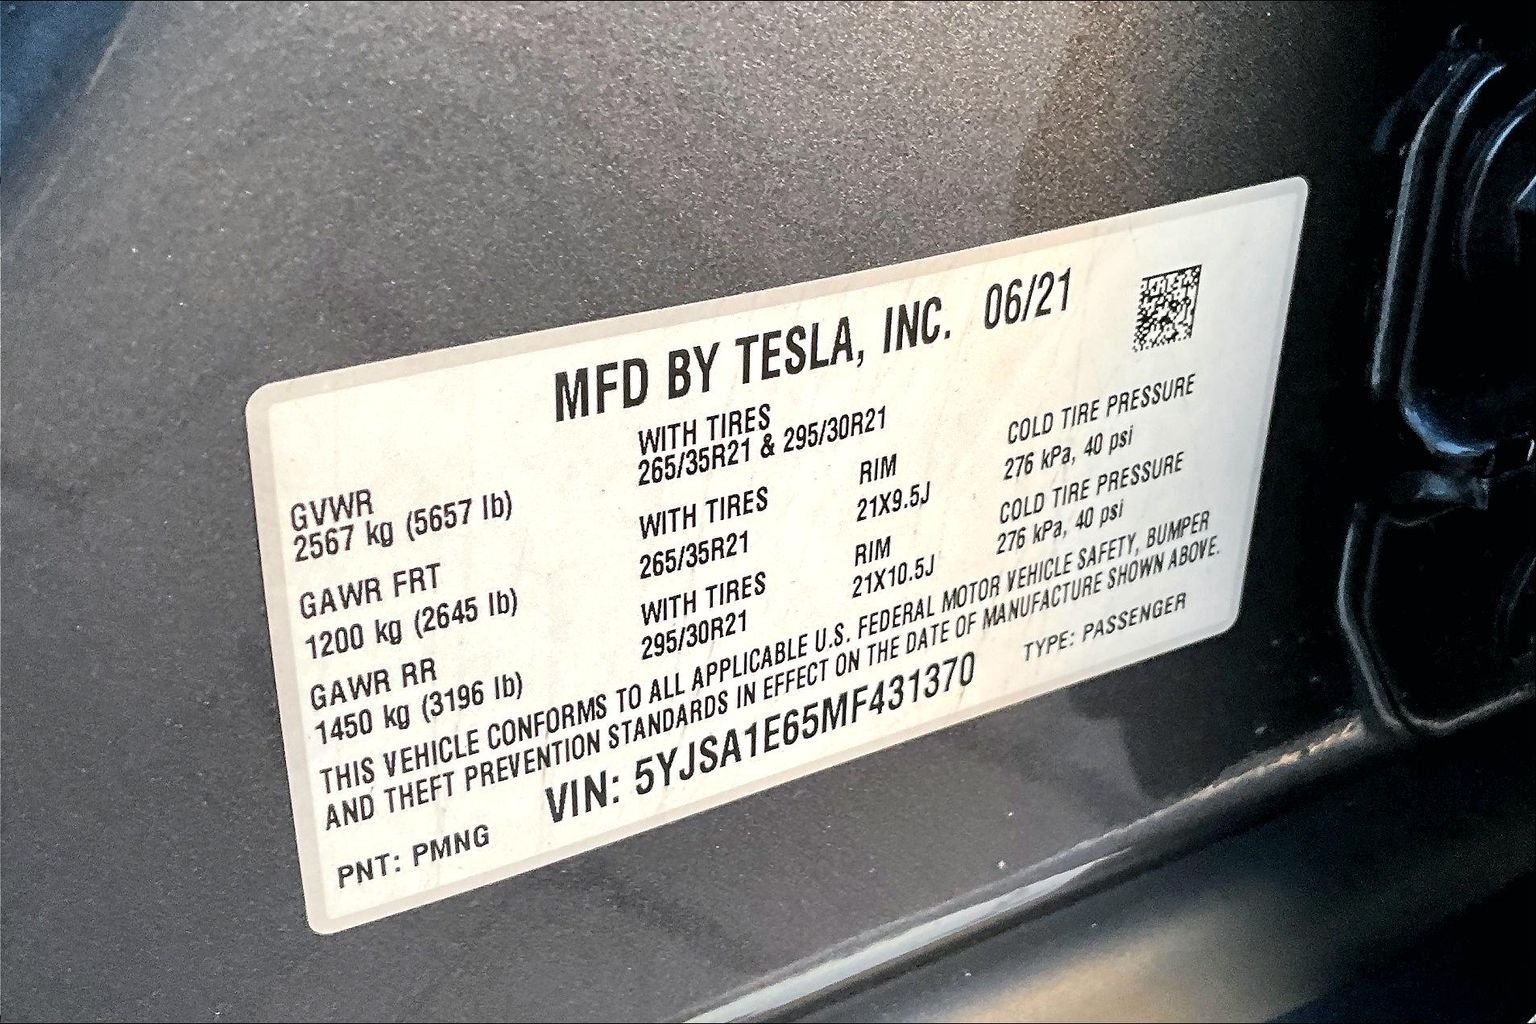 MFD BY TESLA, INC. 06/21
GVWR
2567 kg (5657 lb)
WITH TIRES
265/35R21 & 295/30R21
GAWR FRT
1200 kg (2645 lb)
WITH TIRES
265/35R21
RIM
21X9.5J
COLD TIRE PRESSURE
276 kPa, 40 psi
GAWR RR
1450 kg (3196 lb)
WITH TIRES
295/30R21
RIM
21X10.5J
COLD TIRE PRESSURE
276 kPa, 40 psi
THIS VEHICLE CONFORMS TO ALL APPLICABLE U.S. FEDERAL MOTOR VEHICLE SAFETY, BUMPER
AND THEFT PREVENTION STANDARDS IN EFFECT ON THE DATE OF MANUFACTURE SHOWN ABOVE.
PNT: PMNG
VIN: 5YJSA1E65MF431370
TYPE: PASSENGER